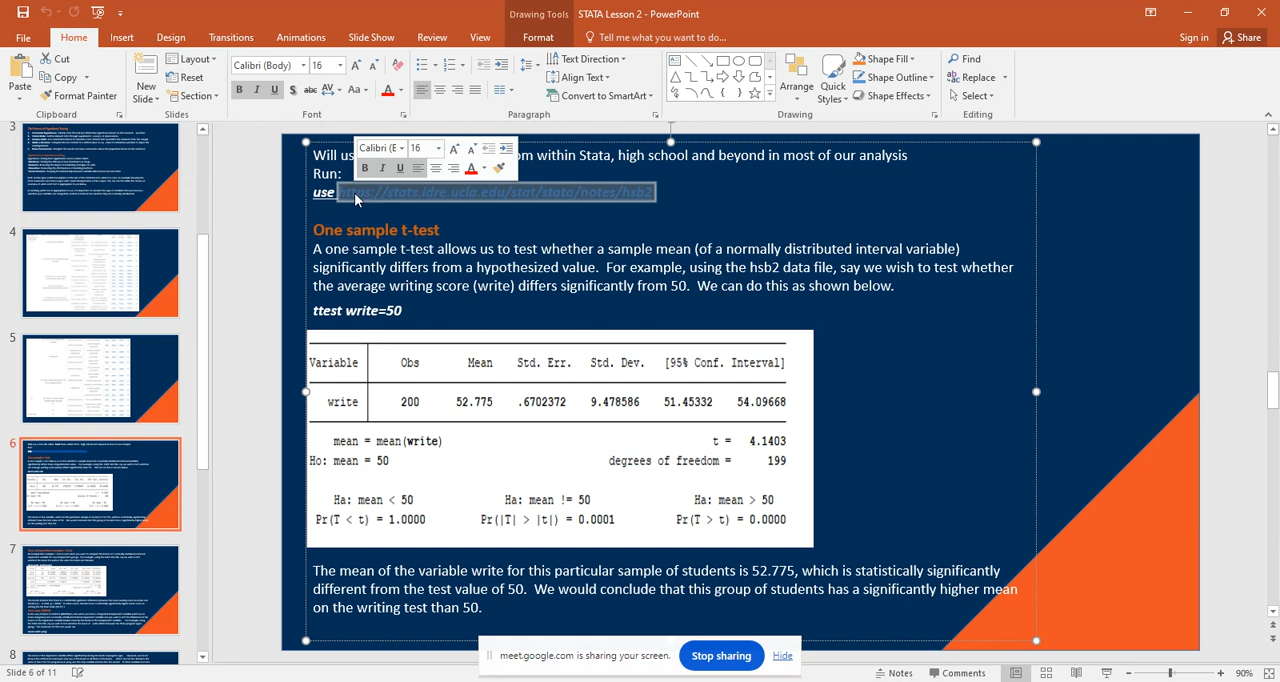 Drawing Tools
STATA Lesson 2 - PowerPoint
File Home Insert Design Transitions Animations Slide Show Review View Format Tell me what you want to do... Sign in Share
Paste
Cut
Copy
Format Painter
Clipboard
New Slide
Layout
Reset
Section
Slides
Calibri (Body) 16
B I U S abc AV Aa A
Font
Text Direction
Align Text
Convert to SmartArt
Paragraph
Arrange
Quick Styles
Shape Fill
Shape Outline
Shape Effects
Drawing
Find
Replace
Select
Editing
3
4
5
6
7
8
Calibri (E 16
B I U
Will us within Stata, high school and beyond in most of our analysis
Run:
use https://stats.idre.ucla.edu/stat/stata/notes/hsb2
One sample t-test
A one sample t-test allows us to test whether a sample mean (of a normally distributed interval variable)
significantly differs from a hypothesized value. For example, using the hsb2 data file, say we wish to test whether
the average writing score (write) differs significantly from 50. We can do this as shown below.
ttest write=50
Obs Mean Err. Std. Dev. [95% Conf. Interval]
write 200 52.775 .6702372 9.478586 51.45332
mean = mean(write) t = 4.1403
Ho: mean = 50 degrees of freedom =
Ha: mean < 50 Ha: mean != 50
Pr(T < t) = 1.0000 Pr(|T| > |t|) = 0.0001 Pr(T > t) = 0.0000
The mean of the variable write for this particular sample of students is 52.775, which is statistically significantly
different from the test value of 50. We would conclude that this group of students has a significantly higher mean
on the writing test than 50.
meet.google.com is sharing your screen. Stop sharing Hide
Slide 6 of 11
Notes
Comments
90%